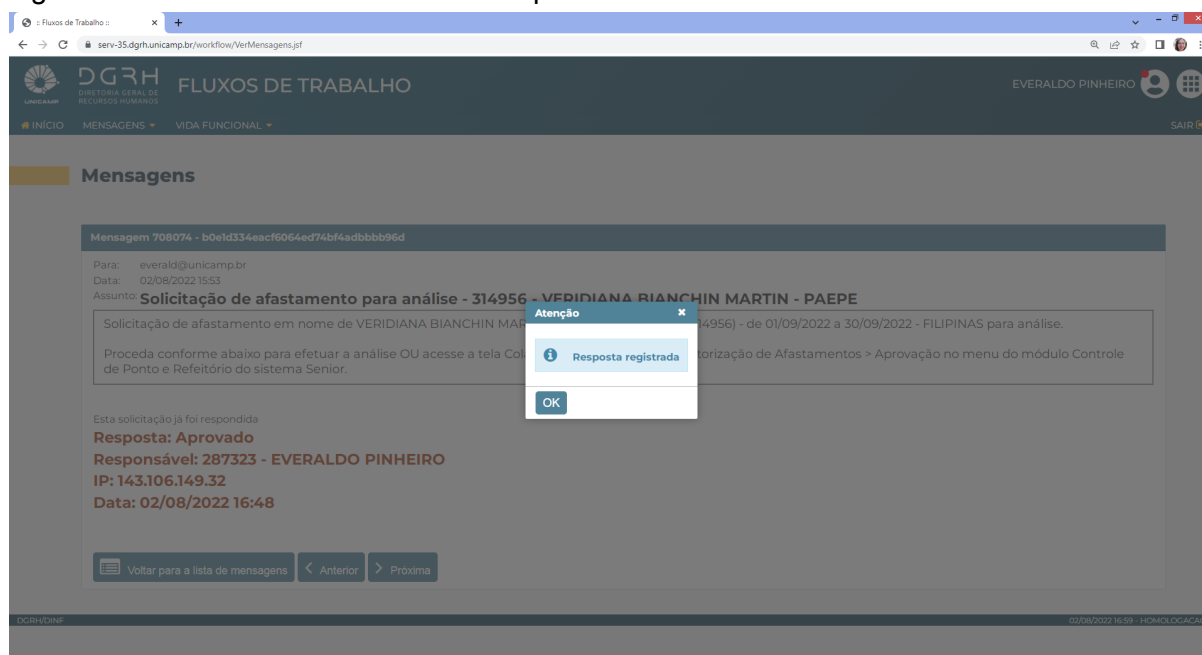 :: Fluxos de Trabalho ::
serv-35.dgrh.unicamp.br/workflow/VerMensagens.jsf
UNICAMP
DGRH
DIRETORIA GERAL DE
RECURSOS HUMANOS
FLUXOS DE TRABALHO
EVERALDO PINHEIRO
INÍCIO MENSAGENS VIDA FUNCIONAL SAIR
Mensagens
Mensagem 708074 - b0e1d334eacf6064ed74bf4adbbbb96d
Para: everald@unicamp.br
Data: 02/08/2022 15:53
Assunto: Solicitação de afastamento para análise - 314956 - VERIDIANA BIANCHIN MARTIN - PAEPE
Solicitação de afastamento em nome de VERIDIANA BIANCHIN MAR 14956) - de 01/09/2022 a 30/09/2022 - FILIPINAS para análise.
Proceda conforme abaixo para efetuar a análise OU acesse a tela Col torização de Afastamentos > Aprovação no menu do módulo Controle
de Ponto e Refeitório do sistema Senior.
Atenção
Resposta registrada
OK
Esta solicitação já foi respondida
Resposta: Aprovado
Responsável: 287323 - EVERALDO PINHEIRO
IP: 143.106.149.32
Data: 02/08/2022 16:48
Voltar para a lista de mensagens Anterior Próxima
DGRH/DINF 02/08/2022 16:59 - HOMOLOGACA